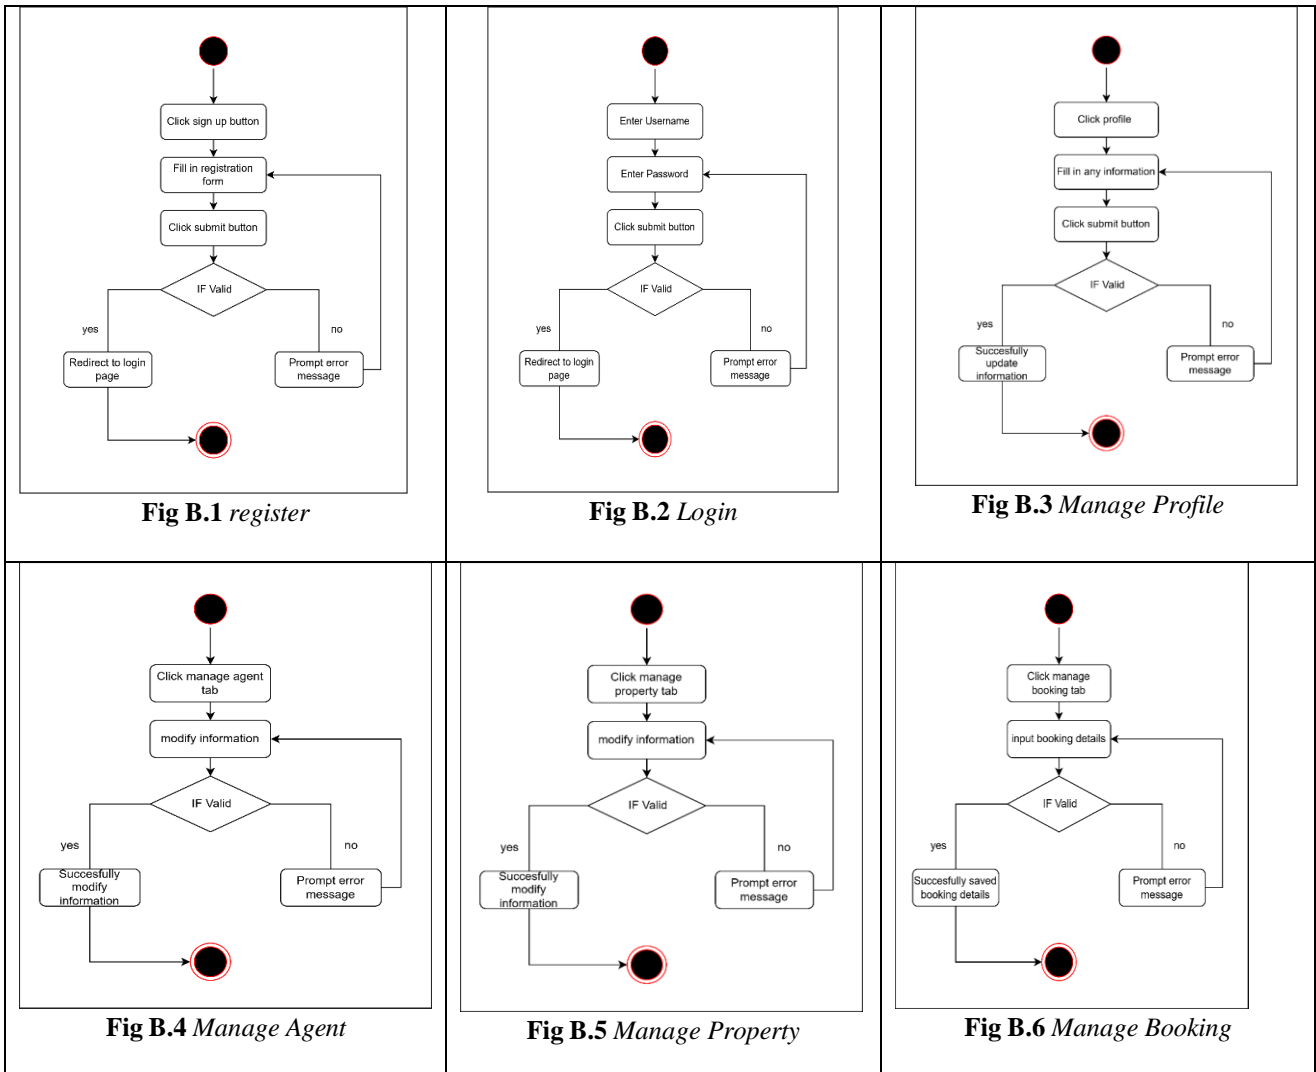 Click sign up button
Fill in registration
form
Click submit button
IF Valid
yes
no
Redirect to login
page
Prompt error
message
Fig B.1 register
Enter Username
Enter Password
Click submit button
IF Valid
yes
no
Redirect to login
page
Prompt error
message
Fig B.2 Login
Click profile
Fill in any information
Click submit button
IF Valid
yes
no
Succesfully
update
information
Prompt error
message
Fig B.3 Manage Profile
Click manage agent
tab
modify information
IF Valid
yes
no
Succesfully
modify
information
Prompt error
message
Fig B.4 Manage Agent
Click manage
property tab
modify information
IF Valid
yes
no
Succesfully
modify
information
Prompt error
message
Fig B.5 Manage Property
Click manage
booking tab
input booking details
IF Valid
yes
no
Succesfully saved
booking details
Prompt error
message
Fig B.6 Manage Booking